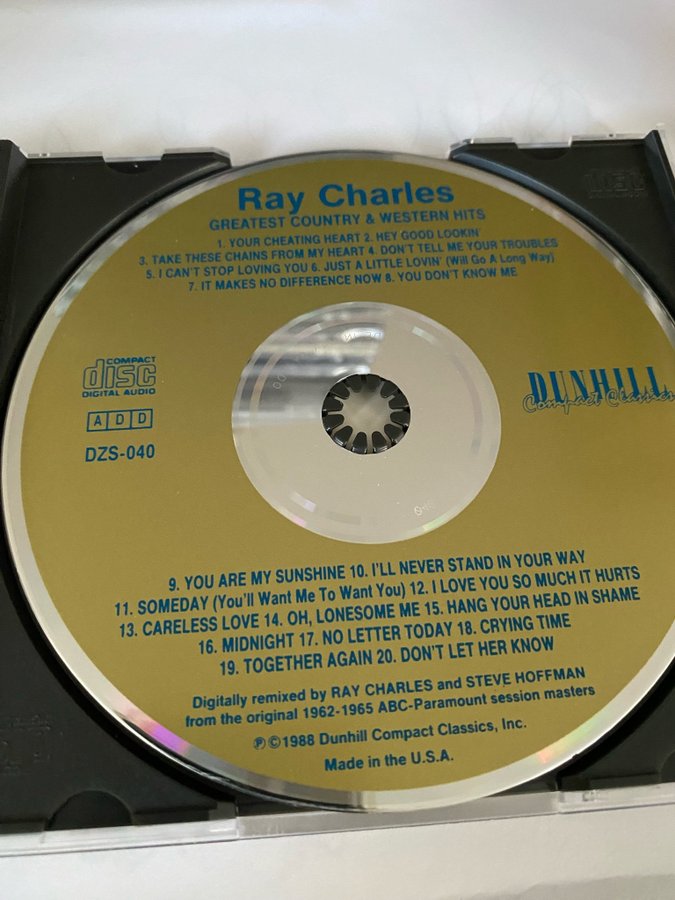 Ray Charles
GREATEST COUNTRY & WESTERN HITS
1. YOUR CHEATING HEART 2. HEY GOOD LOOKIN'
3. TAKE THESE CHAINS FROM MY HEART 4. DON'T TELL ME YOUR TROUBLES
5. I CAN'T STOP LOVING YOU 6. JUST A LITTLE LOVIN' (Will Go A Long Way)
7. IT MAKES NO DIFFERENCE NOW 8. YOU DON'T KNOW ME
COMPACT
disc
DIGITAL AUDIO
A D D
DZS-040
DUNHILL
Compact Classics
9. YOU ARE MY SUNSHINE 10. I'LL NEVER STAND IN YOUR WAY
11. SOMEDAY (You'll Want Me To Want You) 12. I LOVE YOU SO MUCH IT HURTS
13. CARELESS LOVE 14. OH, LONESOME ME 15. HANG YOUR HEAD IN SHAME
16. MIDNIGHT 17. NO LETTER TODAY 18. CRYING TIME
19. TOGETHER AGAIN 20. DON'T LET HER KNOW
Digitally remixed by RAY CHARLES and STEVE HOFFMAN
from the original 1962-1965 ABC-Paramount session masters
℗©1988 Dunhill Compact Classics, Inc.
Made in the U.S.A.